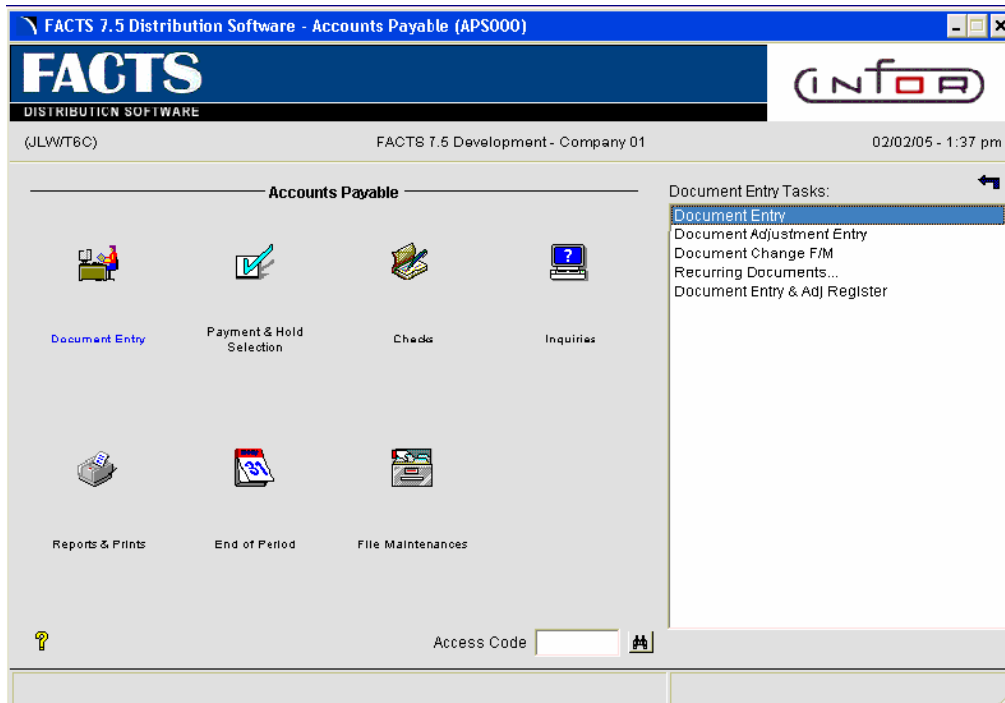 FACTS 7.5 Distribution Software - Accounts Payable (APS000)
FACTS
DISTRIBUTION SOFTWARE
INFOR
(JLW/T6C) FACTS 7.5 Development - Company 01 02/02/05 - 1:37 pm
Accounts Payable
Document Entry
Payment & Hold
Selection
Checks
Inquiries
Reports & Prints
End of Period
File Maintenances
31
?
?
Access Code
Document Entry Tasks:
Document Entry
Document Adjustment Entry
Document Change F/M
Recurring Documents...
Document Entry & Adj Register